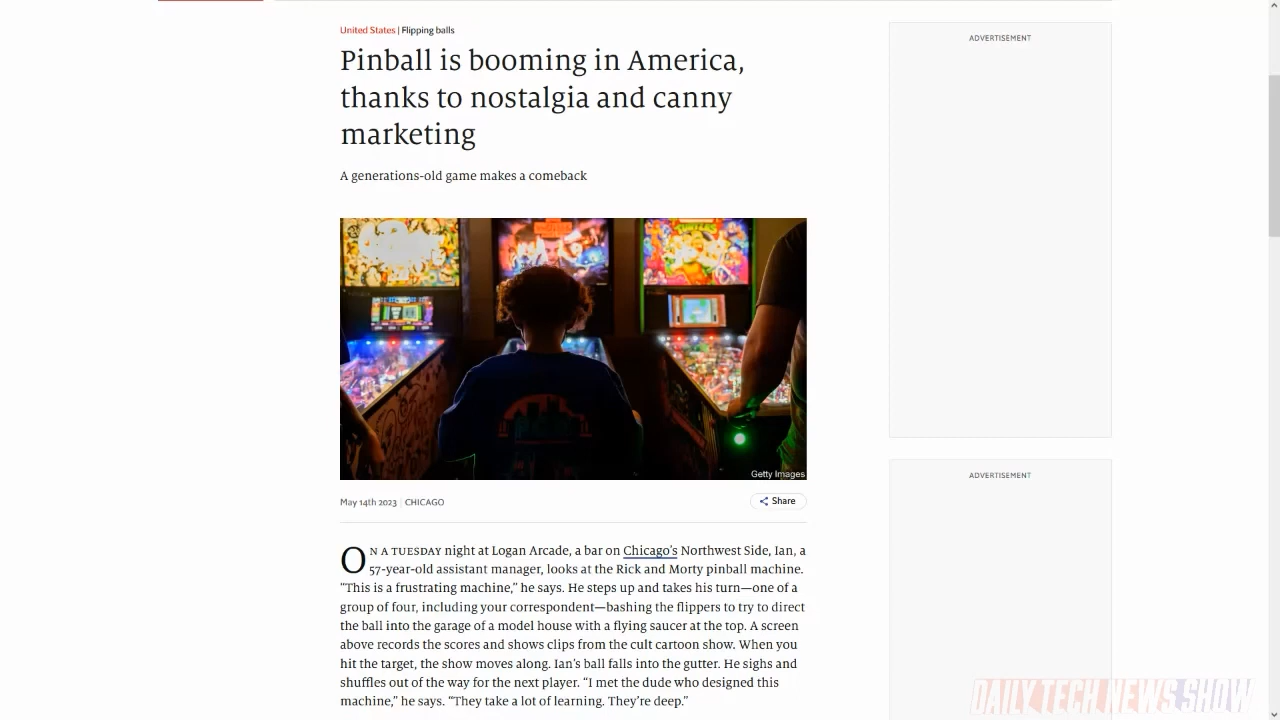 United States | Flipping balls
Pinball is booming in America,
thanks to nostalgia and canny
marketing
A generations-old game makes a comeback
ADVERTISEMENT
TURTLES
Getty Images
May 14th 2023 | CHICAGO
Share
ADVERTISEMENT
ON A TUESDAY night at Logan Arcade, a bar on Chicago's Northwest Side, Ian, a
57-year-old assistant manager, looks at the Rick and Morty pinball machine.
“This is a frustrating machine,” he says. He steps up and takes his turn—one of a
group of four, including your correspondent—bashing the flippers to try to direct
the ball into the garage of a model house with a flying saucer at the top. A screen
above records the scores and shows clips from the cult cartoon show. When you
hit the target, the show moves along. Ian’s ball falls into the gutter. He sighs and
shuffles out of the way for the next player. “I met the dude who designed this
machine,” he says. “They take a lot of learning. They’re deep.”
DAILY TECH NEWS SHOW